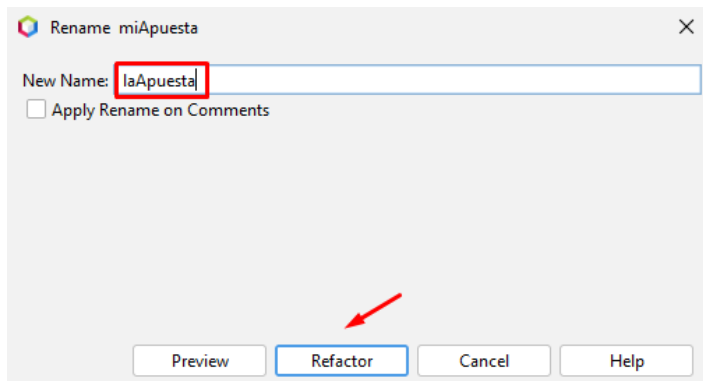 Rename miApuesta
New Name: laApuesta
Apply Rename on Comments
Preview Refactor Cancel Help